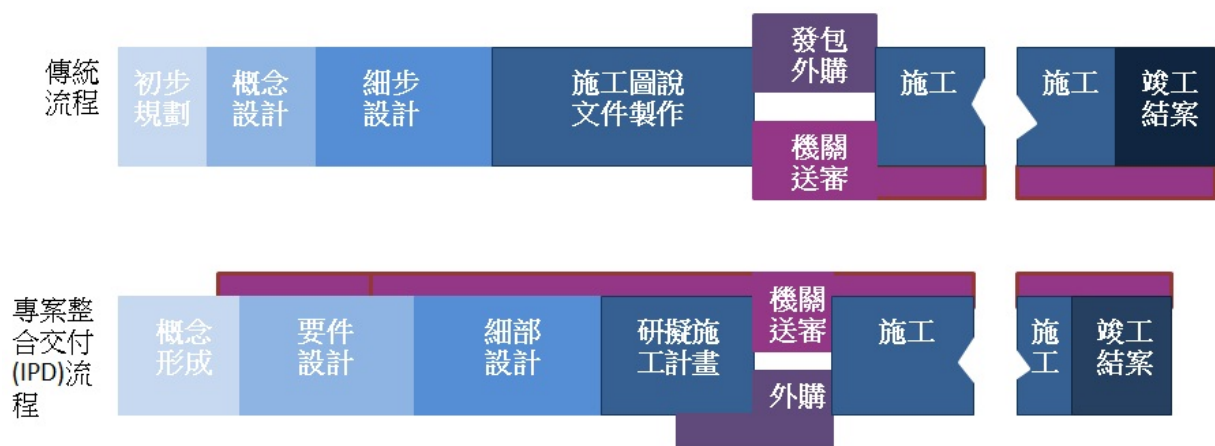 傳統
流程
初步
規劃
概念
設計
細步
設計
施工圖說
文件製作
發包
外購
機關
送審
施工
施工
竣工
結案
專案整
合交付
(IPD)流
程
概念
形成
要件
設計
細部
設計
研擬施
工計畫
機關
送審
外購
施工
施
工
竣工
結案